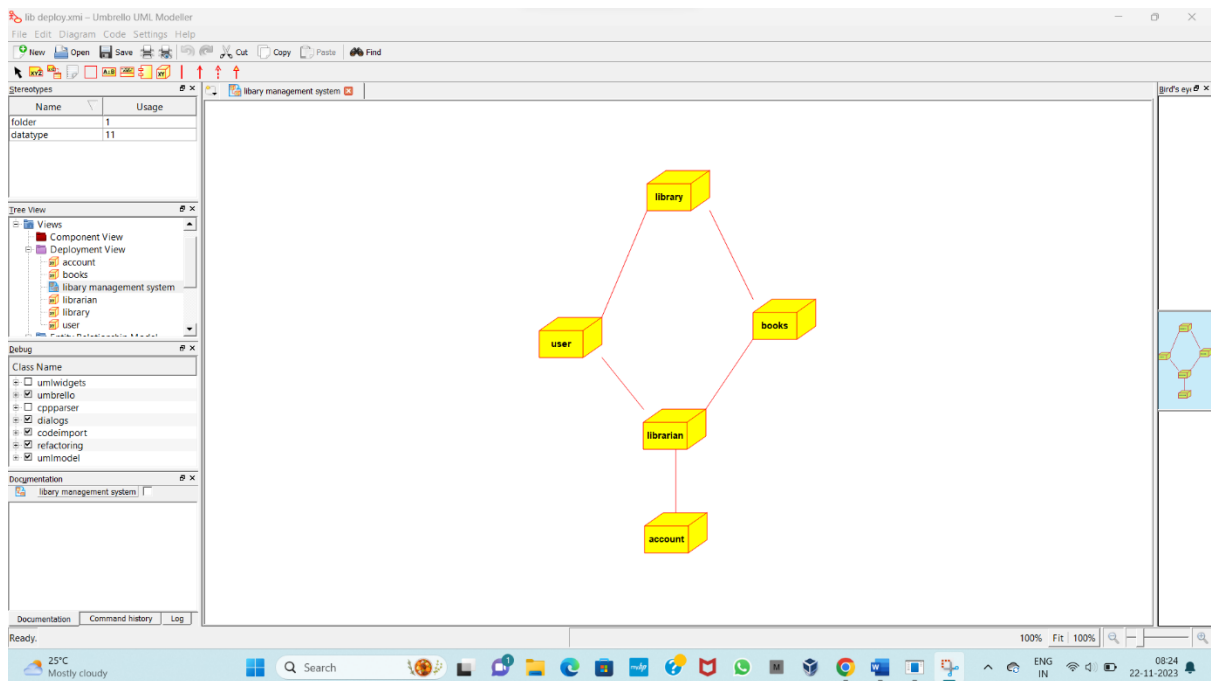 lib deploy.xmi – Umbrello UML Modeller
File Edit Diagram Code Settings Help
New Open Save Cut Copy Paste Find
Stereotypes
Name Usage
folder 1
datatype 11
Tree View
Views
Component View
Deployment View
account
books
libary management system
librarian
library
user
Debug
Class Name
umlwidgets
umbrello
cppparser
dialogs
codeimport
refactoring
umlmodel
Documentation
libary management system
Documentation Command history Log
libary management system
library
user
books
librarian
account
Bird's eye
Ready.
100% Fit 100%
25°C
Mostly cloudy
Search
ENG
IN
08:24
22-11-2023